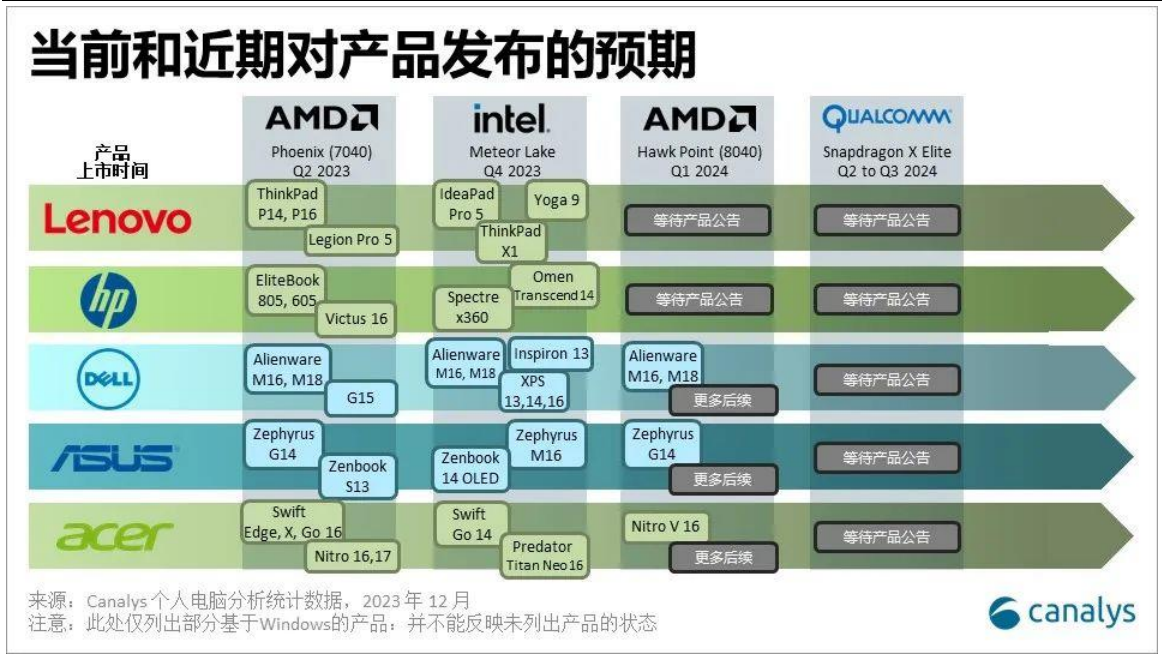 当前和近期对产品发布的预期
AMD
intel.
AMD
QUALCOMM
产品
上市时间
Phoenix (7040)
Q2 2023
Meteor Lake
Q4 2023
Hawk Point (8040)
Q1 2024
Snapdragon X Elite
Q2 to Q3 2024
Lenovo
ThinkPad
P14, P16
Legion Pro 5
IdeaPad
Pro 5
Yoga 9
ThinkPad
X1
等待产品公告
等待产品公告
hp
EliteBook
805, 605
Victus 16
Spectre
x360
Omen
Transcend 14
等待产品公告
等待产品公告
DELL
Alienware
M16, M18
G15
Alienware
M16, M18
Inspiron 13
XPS
13,14,16
Alienware
M16, M18
更多后续
等待产品公告
ASUS
Zephyrus
G14
Zenbook
S13
Zenbook
14 OLED
Zephyrus
M16
Zephyrus
G14
更多后续
等待产品公告
acer
Swift
Edge, X, Go 16
Nitro 16,17
Swift
Go 14
Predator
Titan Neo 16
Nitro V 16
更多后续
等待产品公告
来源：Canalys 个人电脑分析统计数据，2023 年 12 月
注意：此处仅列出部分基于Windows的产品：并不能反映未列出产品的状态
canalys